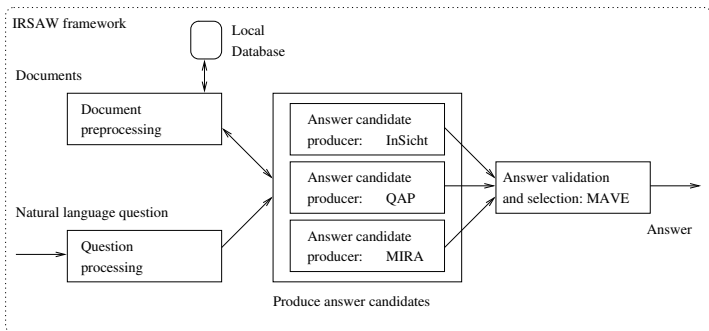 IRSAW framework
Local
Database
Documents
Document
preprocessing
Answer candidate
producer: InSicht
Answer candidate
producer: QAP
Answer candidate
producer: MIRA
Answer validation
and selection: MAVE
Natural language question
Question
processing
Answer
Produce answer candidates